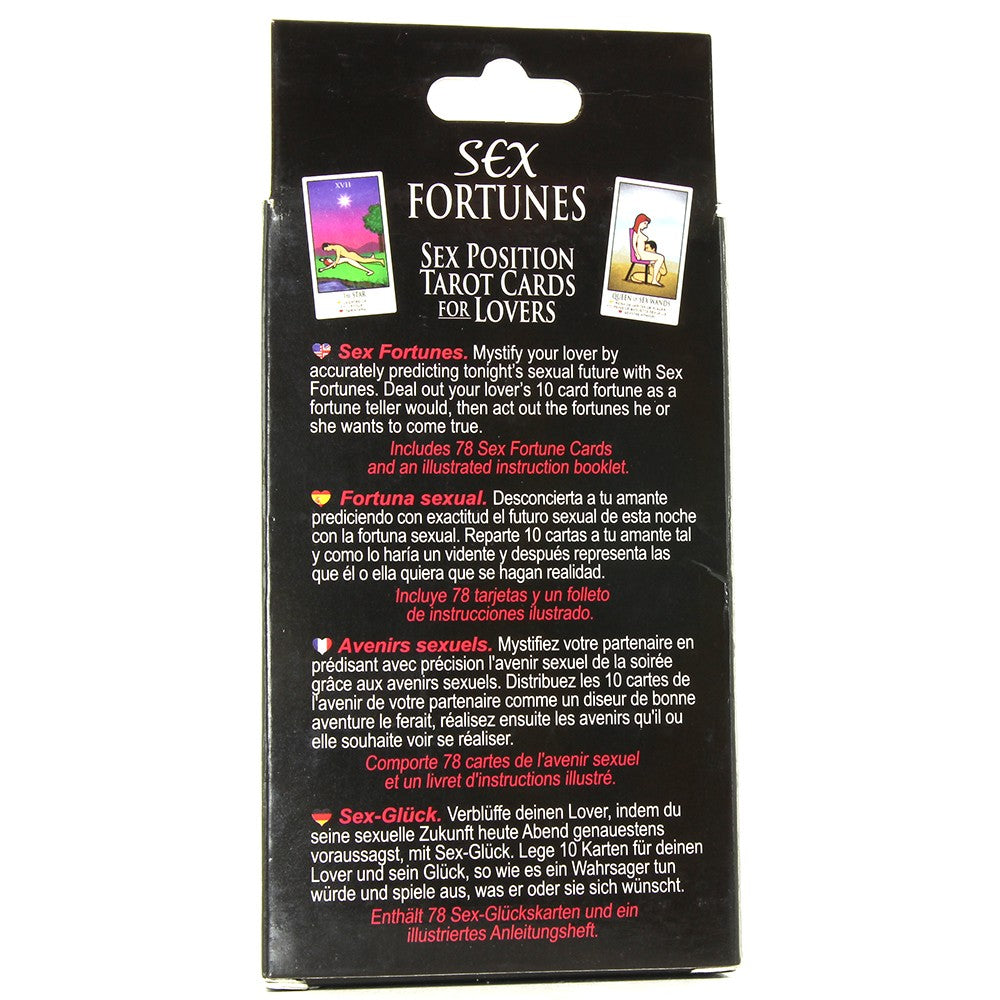 SEX
FORTUNES
SEX POSITION
TAROT CARDS
FOR LOVERS
XVII
THE STAR
QUEEN OF SEX WANDS
Sex Fortunes. Mystify your lover by
accurately predicting tonight's sexual future with Sex
Fortunes. Deal out your lover's 10 card fortune as a
fortune teller would, then act out the fortunes he or
she wants to come true.
Includes 78 Sex Fortune Cards
and an illustrated instruction booklet.
Fortuna sexual. Desconcierta a tu amante
prediciendo con exactitud el futuro sexual de esta noche
con la fortuna sexual. Reparte 10 cartas a tu amante tal
y como lo haría un vidente y después representa las
que él o ella quiera que se hagan realidad.
Incluye 78 tarjetas y un folleto
de instrucciones ilustrado.
Avenirs sexuels. Mystifiez votre partenaire en
prédisant avec précision l'avenir sexuel de la soirée
grâce aux avenirs sexuels. Distribuez les 10 cartes de
l'avenir de votre partenaire comme un diseur de bonne
aventure le ferait, réalisez ensuite les avenirs qu'il ou
elle souhaite voir se réaliser.
Comporte 78 cartes de l'avenir sexuel
et un livret d'instructions illustré.
Sex-Glück. Verblüffe deinen Lover, indem du
seine sexuelle Zukunft heute Abend genauestens
voraussagst, mit Sex-Glück. Lege 10 Karten für deinen
Lover und sein Glück, so wie es ein Wahrsager tun
würde und spiele aus, was er oder sie sich wünscht.
Enthält 78 Sex-Glückskarten und ein
illustriertes Anleitungsheft.